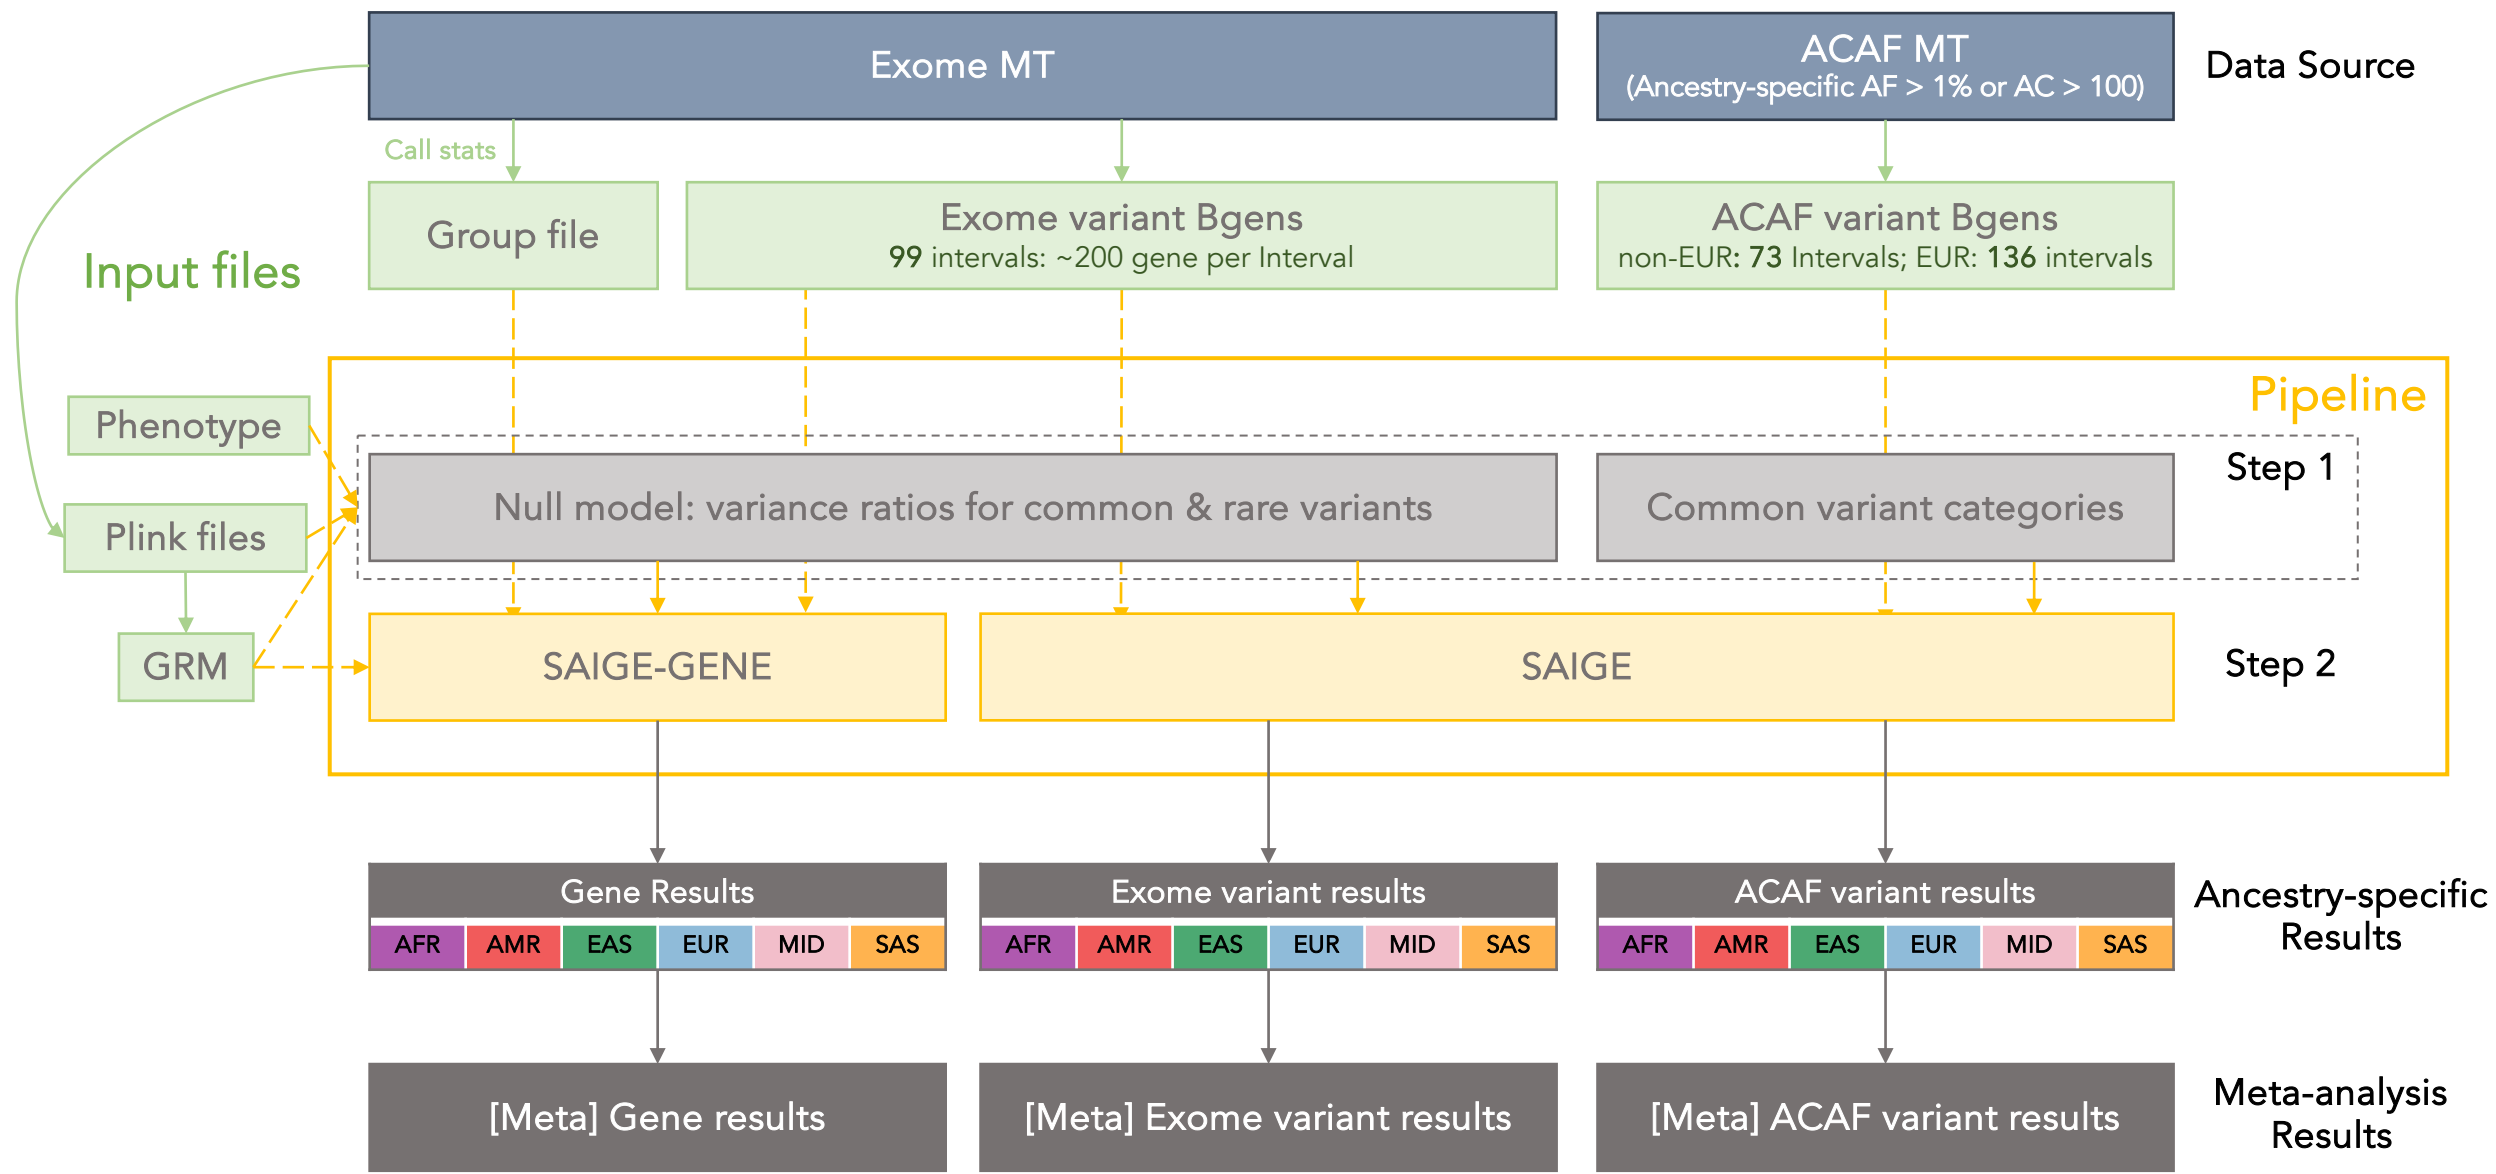 Exome MT
ACAF MT
(Ancestry-specific AF > 1% or AC > 100)
Data Source
Call stats
Group file
Exome variant Bgens
99 intervals: ~200 gene per Interval
ACAF variant Bgens
non-EUR: 73 Intervals; EUR: 136 intervals
Input files
Pipeline
Phenotype
Plink files
GRM
Null model: variance ratios for common & rare variants
Common variant categories
Step 1
SAIGE-GENE
SAIGE
Step 2
Gene Results
AFR AMR EAS EUR MID SAS
Exome variant results
AFR AMR EAS EUR MID SAS
ACAF variant results
AFR AMR EAS EUR MID SAS
Ancestry-specific
Results
[Meta] Gene results
[Meta] Exome variant results
[Meta] ACAF variant results
Meta-analysis
Results